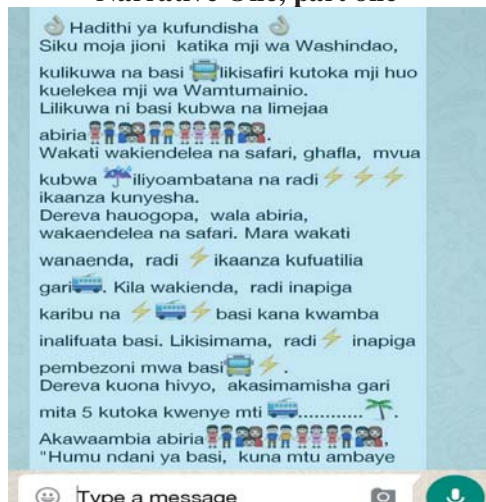 Narrative One, part one
👌 Hadithi ya kufundisha 👌
Siku moja jioni katika mji wa Washindao,
kulikuwa na basi 🚍likisafiri kutoka mji huo
kuelekea mji wa Wamtumainio.
Lilikuwa ni basi kubwa na limejaa
abiria👫👨‍👩‍👧‍👦👬👭👫👨‍👩‍👧‍👦.
Wakati wakiendelea na safari, ghafla, mvua
kubwa ☔iliyoambatana na radi ⚡ ⚡ ⚡
ikaanza kunyesha.
Dereva hauogopa, wala abiria,
wakaendelea na safari. Mara wakati
wanaenda, radi ⚡ ikaanza kufuatilia
gari🚎. Kila wakienda, radi inapiga
karibu na ⚡🚎⚡ basi kana kwamba
inalifuata basi. Likisimama, radi ⚡ inapiga
pembezoni mwa basi🚍⚡.
Dereva kuona hivyo, akasimamisha gari
mita 5 kutoka kwenye mti 🚎............🌴.
Akawaambia abiria👫👨‍👩‍👧‍👦👬👭👫👨‍👩‍👧‍👦,
"Humu ndani ya basi, kuna mtu ambaye
Type a message